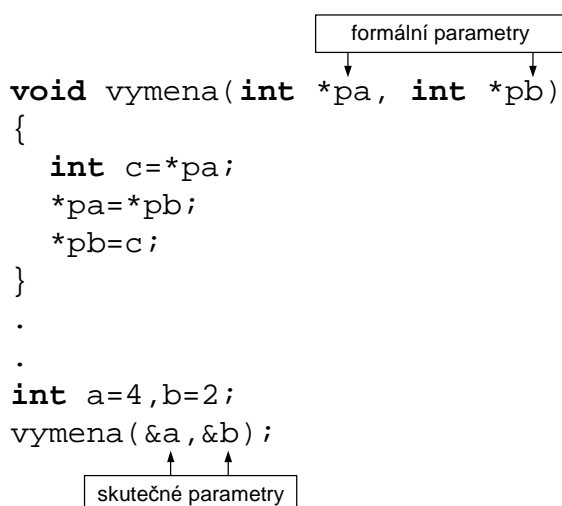 formální parametry
void vymena(int *pa, int *pb)
{
int c=*pa;
*pa=*pb;
*pb=c;
}
.
.
int a=4,b=2;
vymena(&a,&b);
skutečné parametry